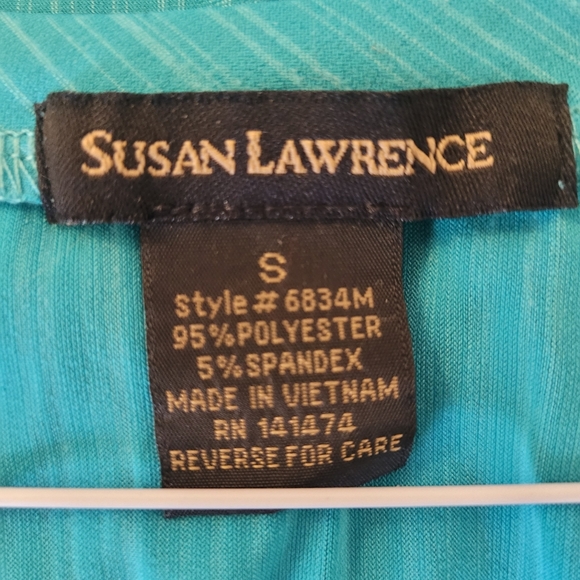 SUSAN LAWRENCE
S
Style# 6834M
95%POLYESTER
5%SPANDEX
MADE IN VIETNAM
RN 141474
REVERSE FOR CARE